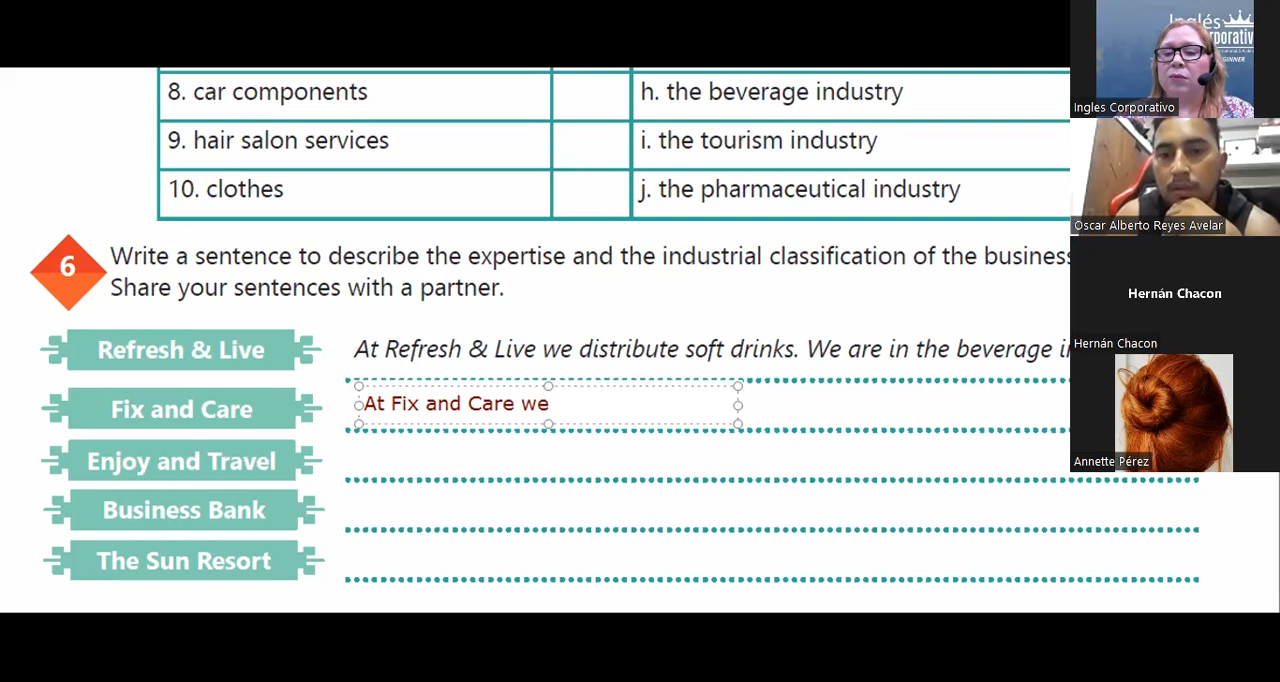 8. car components
h. the beverage industry
9. hair salon services
i. the tourism industry
10. clothes
j. the pharmaceutical industry
6
Write a sentence to describe the expertise and the industrial classification of the business
Share your sentences with a partner.
Refresh & Live
At Refresh & Live we distribute soft drinks. We are in the beverage
Fix and Care
At Fix and Care we
Enjoy and Travel
Business Bank
The Sun Resort
Inglés
Ingles Corporativo
Oscar Alberto Reyes Avelar
Hernán Chacon
Hernán Chacon
Annette Pérez